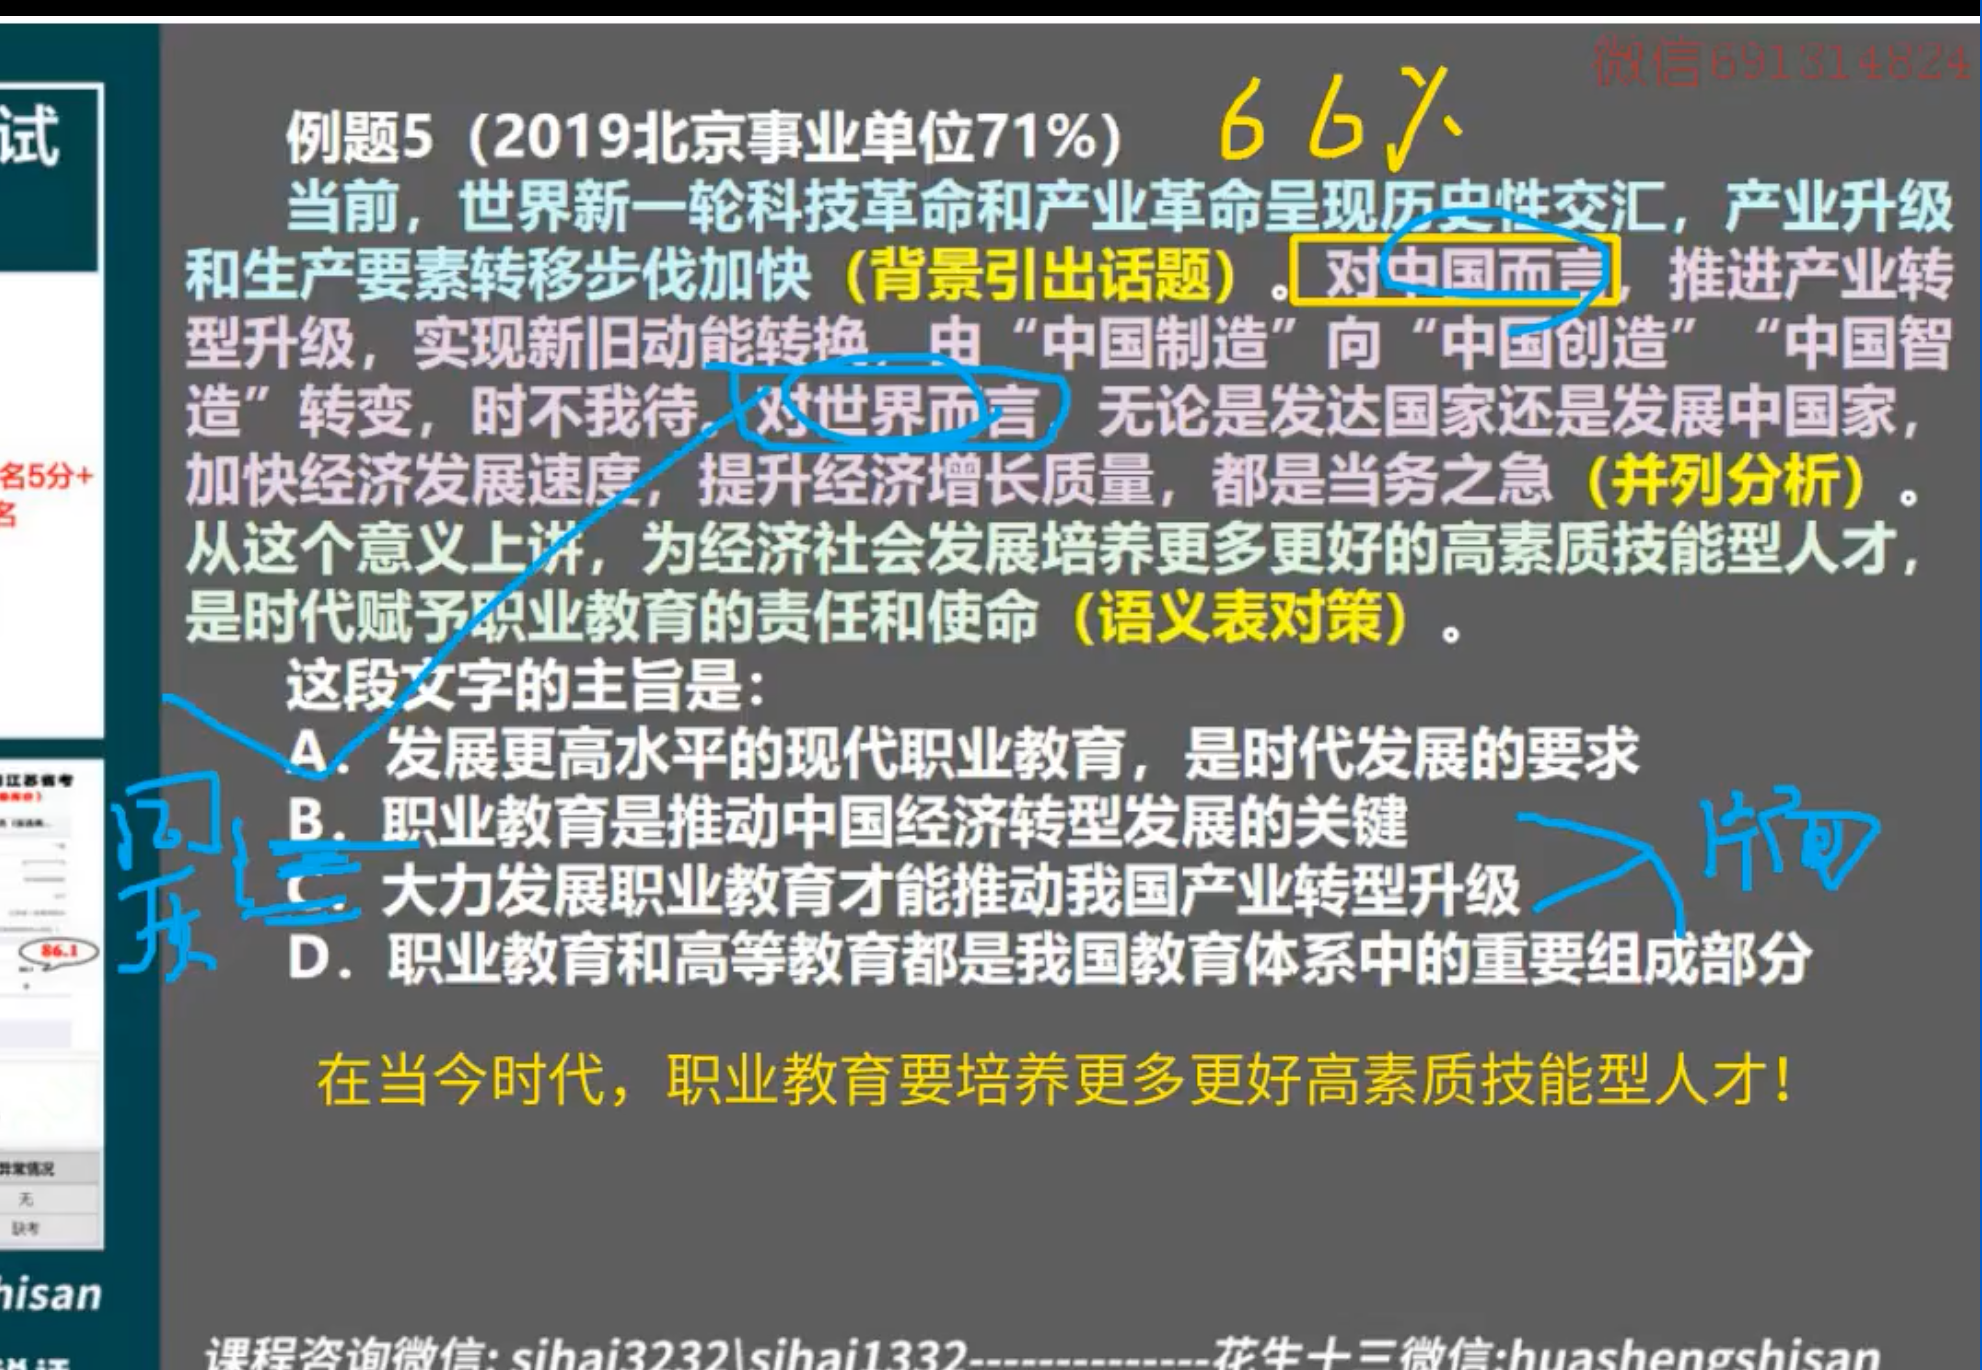 微信691314824
试
例题5（2019北京事业单位71%） 66%
当前，世界新一轮科技革命和产业革命呈现历史性交汇，产业升级
和生产要素转移步伐加快（背景引出话题）。对中国而言，推进产业转
型升级，实现新旧动能转换，由“中国制造”向“中国创造”“中国智
造”转变，时不我待。对世界而言，无论是发达国家还是发展中国家，
加快经济发展速度，提升经济增长质量，都是当务之急（并列分析）。
从这个意义上讲，为经济社会发展培养更多更好的高素质技能型人才，
是时代赋予职业教育的责任和使命（语义表对策）。
这段文字的主旨是：
A．发展更高水平的现代职业教育，是时代发展的要求
B．职业教育是推动中国经济转型发展的关键
C．大力发展职业教育才能推动我国产业转型升级
D．职业教育和高等教育都是我国教育体系中的重要组成部分
片面
在当今时代，职业教育要培养更多更好高素质技能型人才！
名5分+
名
江苏省考
86.1
异常情况
无
缺考
hisan
课程咨询微信: sihai3232\sihai1332--------------花生十三微信:huashengshisan